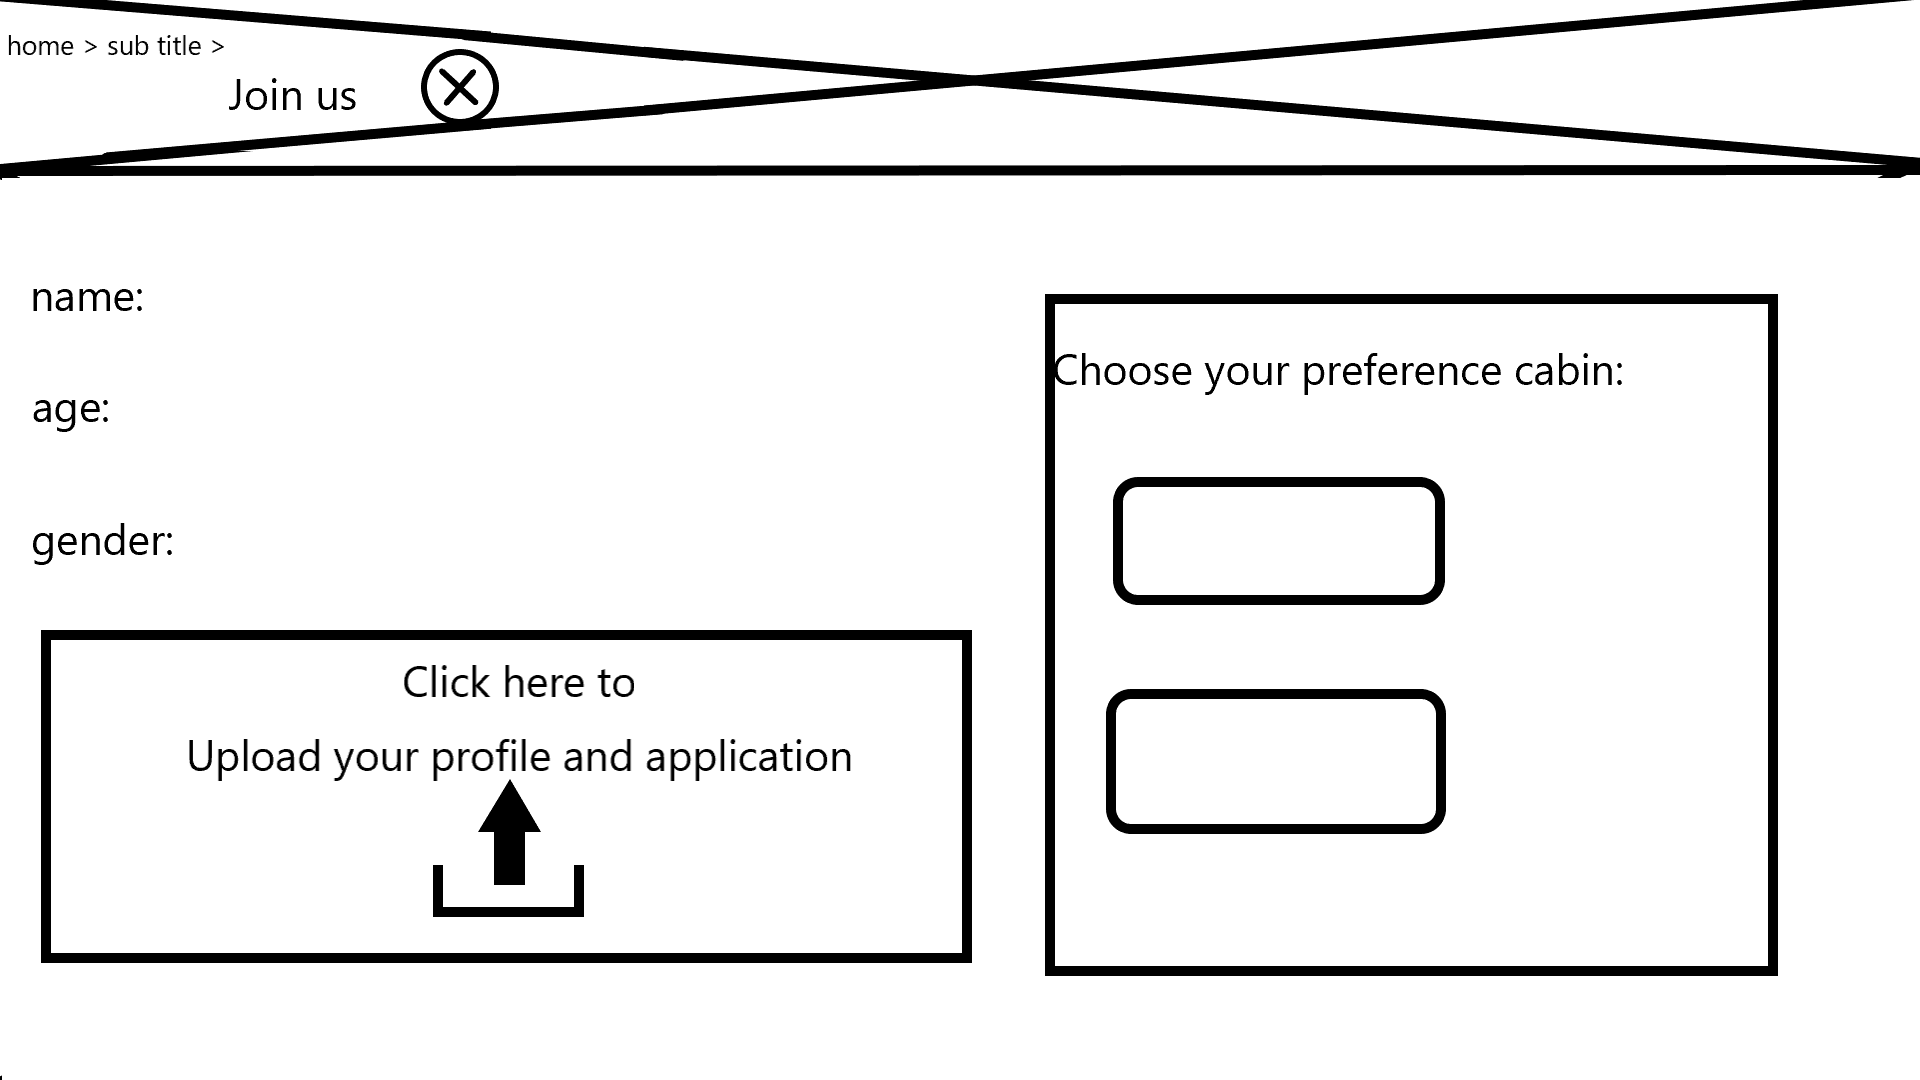 home > sub title >
Join us
name:
age:
gender:
Click here to
Upload your profile and application
Choose your preference cabin: